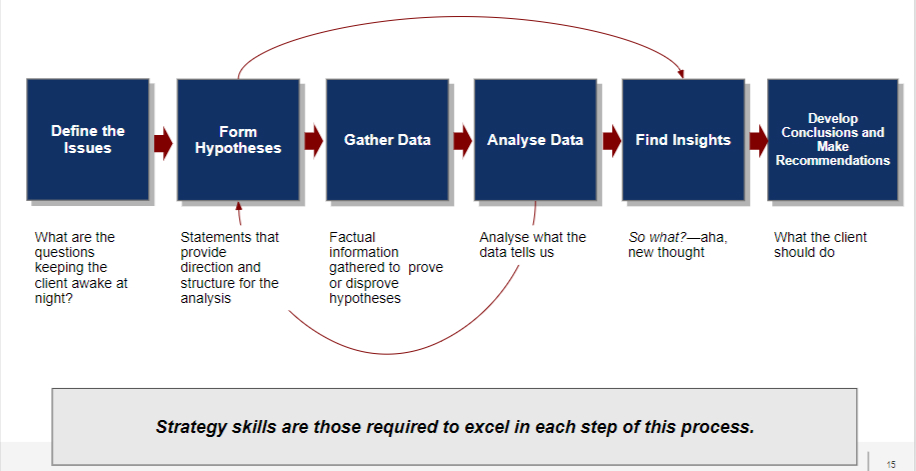 Define the
Issues
Form
Hypotheses
Gather Data
Analyse Data
Find Insights
Develop
Conclusions and
Make
Recommendations
What are the
questions
keeping the
client awake at
night?
Statements that
provide
direction and
structure for the
analysis
Factual
information
gathered to prove
or disprove
hypotheses
Analyse what the
data tells us
So what?—aha,
new thought
What the client
should do
Strategy skills are those required to excel in each step of this process.
15